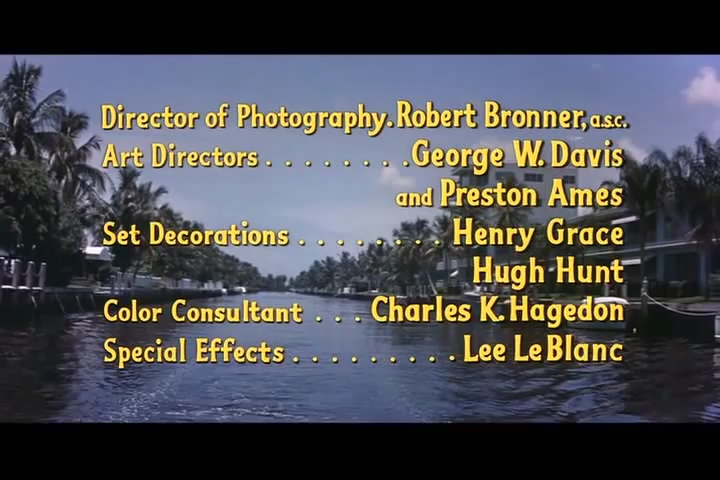 Director of Photography. Robert Bronner, a.s.c.
Art Directors . . . . . . . . George W. Davis
and Preston Ames
Set Decorations . . . . . . . . Henry Grace
Hugh Hunt
Color Consultant . . . Charles K. Hagedon
Special Effects . . . . . . . . . Lee LeBlanc